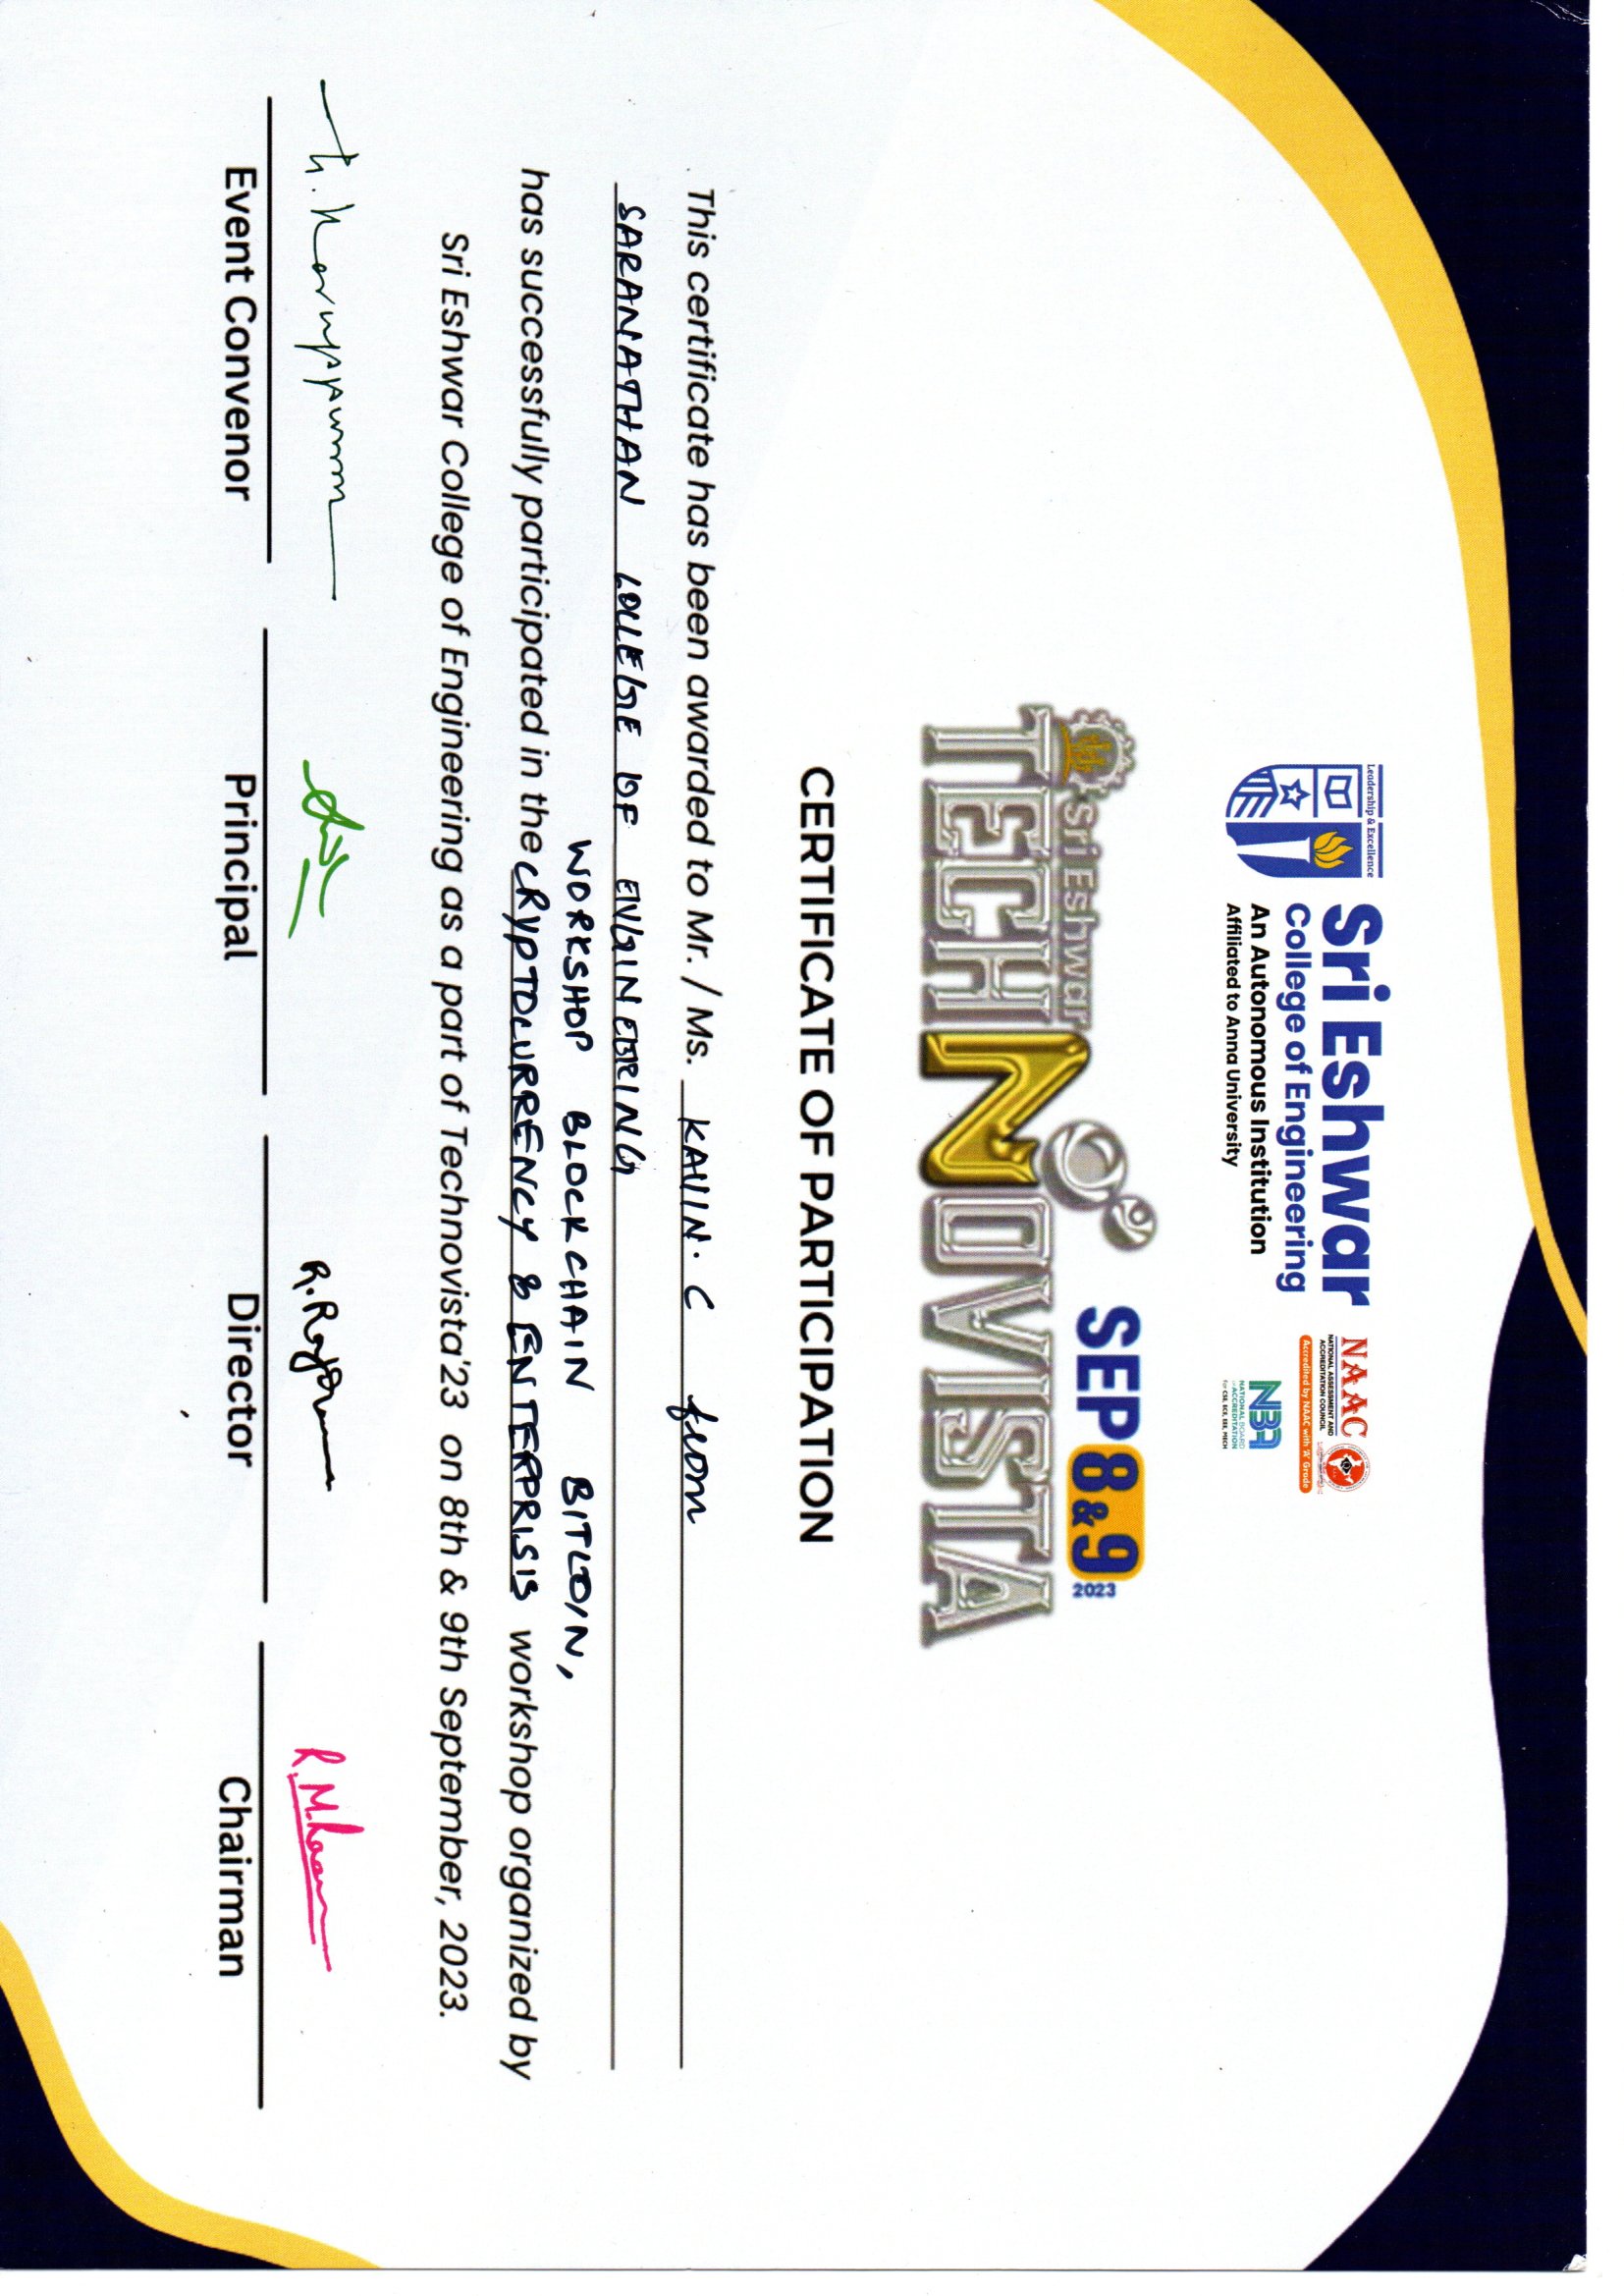 Leadership & Excellence
Sri Eshwar
College of Engineering
An Autonomous Institution
Affiliated to Anna University
NAAC
NATIONAL ASSESSMENT AND
ACCREDITATION COUNCIL
Accredited by NAAC with 'A' Grade
NBA
NATIONAL BOARD
of ACCREDITATION
For CSE, ECE, EEE, MECH
SEP 8 & 9 2023
Sri Eshwar
TECHNOVISTA
CERTIFICATE OF PARTICIPATION
This certificate has been awarded to Mr. / Ms. KAVIN. C from
SARANATHAN COLLEGE OF ENGINEERING
WORKSHOP BLOCKCHAIN BITCOIN,
has successfully participated in the CRYPTOCURRENCY & ENTERPRISIS workshop organized by
Sri Eshwar College of Engineering as a part of Technovista'23 on 8th & 9th September, 2023.
R.M.
Event Convenor
Principal
Director
Chairman